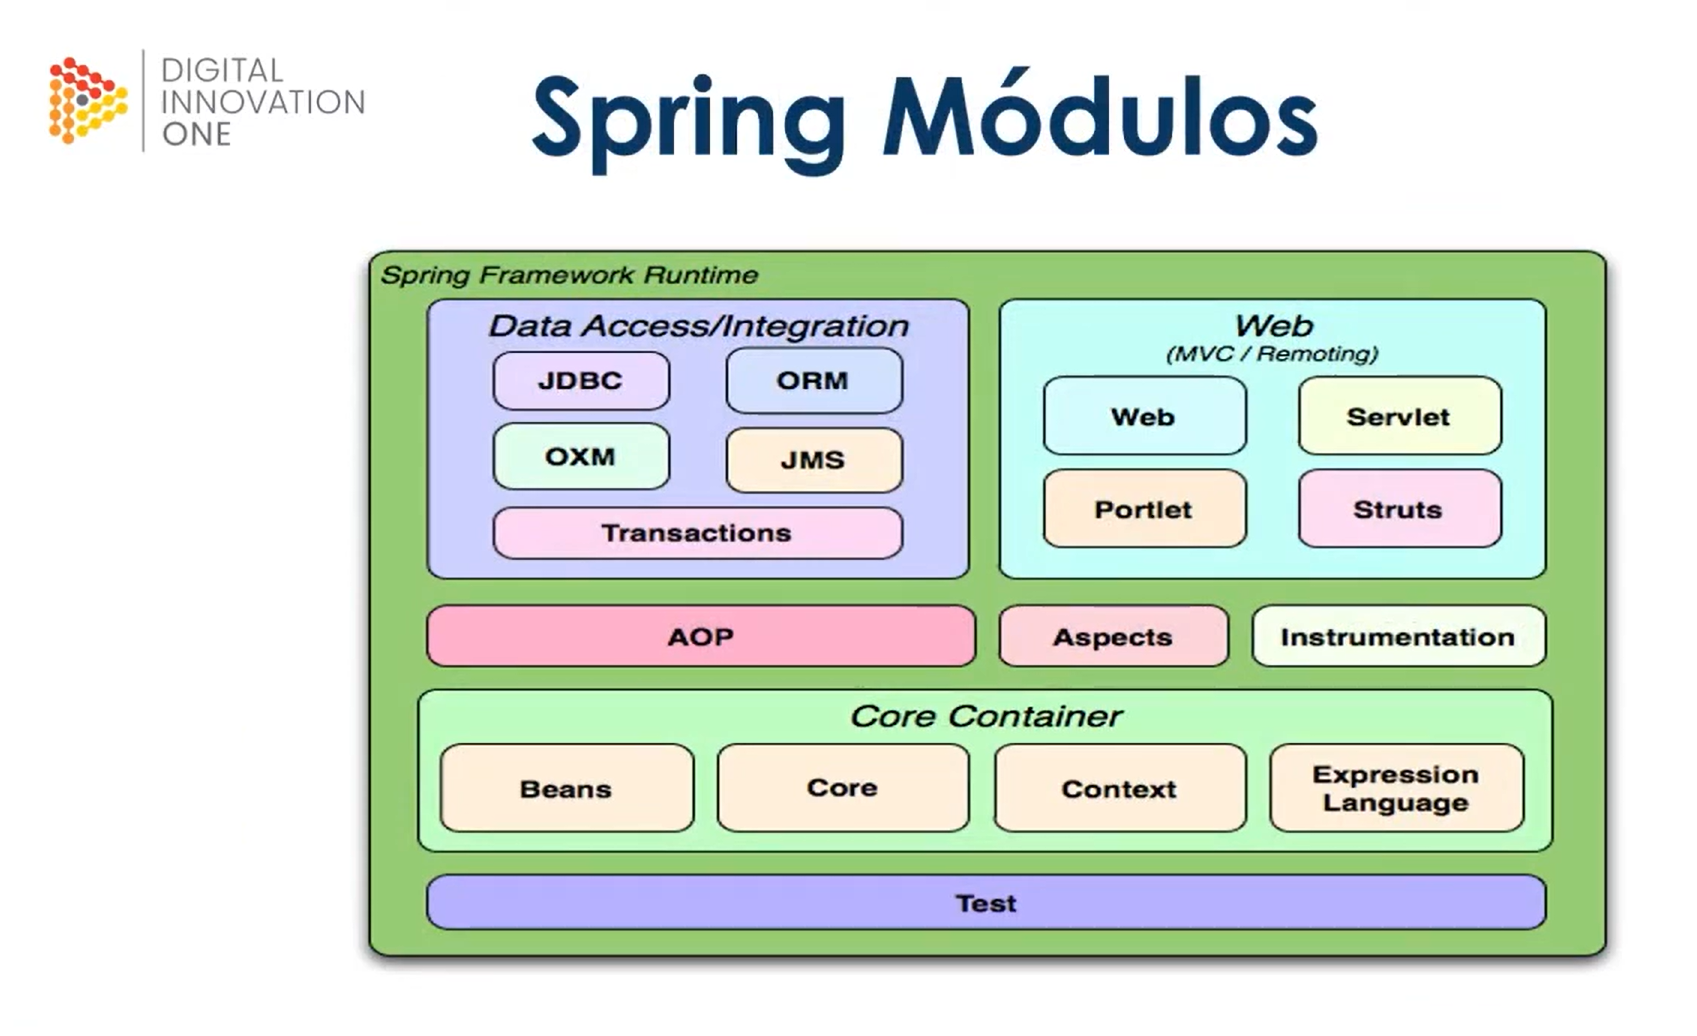 DIGITAL
INNOVATION
ONE
Spring Módulos
Spring Framework Runtime
Data Access/Integration
JDBC
ORM
OXM
JMS
Transactions
Web
(MVC / Remoting)
Web
Servlet
Portlet
Struts
AOP
Aspects
Instrumentation
Core Container
Beans
Core
Context
Expression
Language
Test